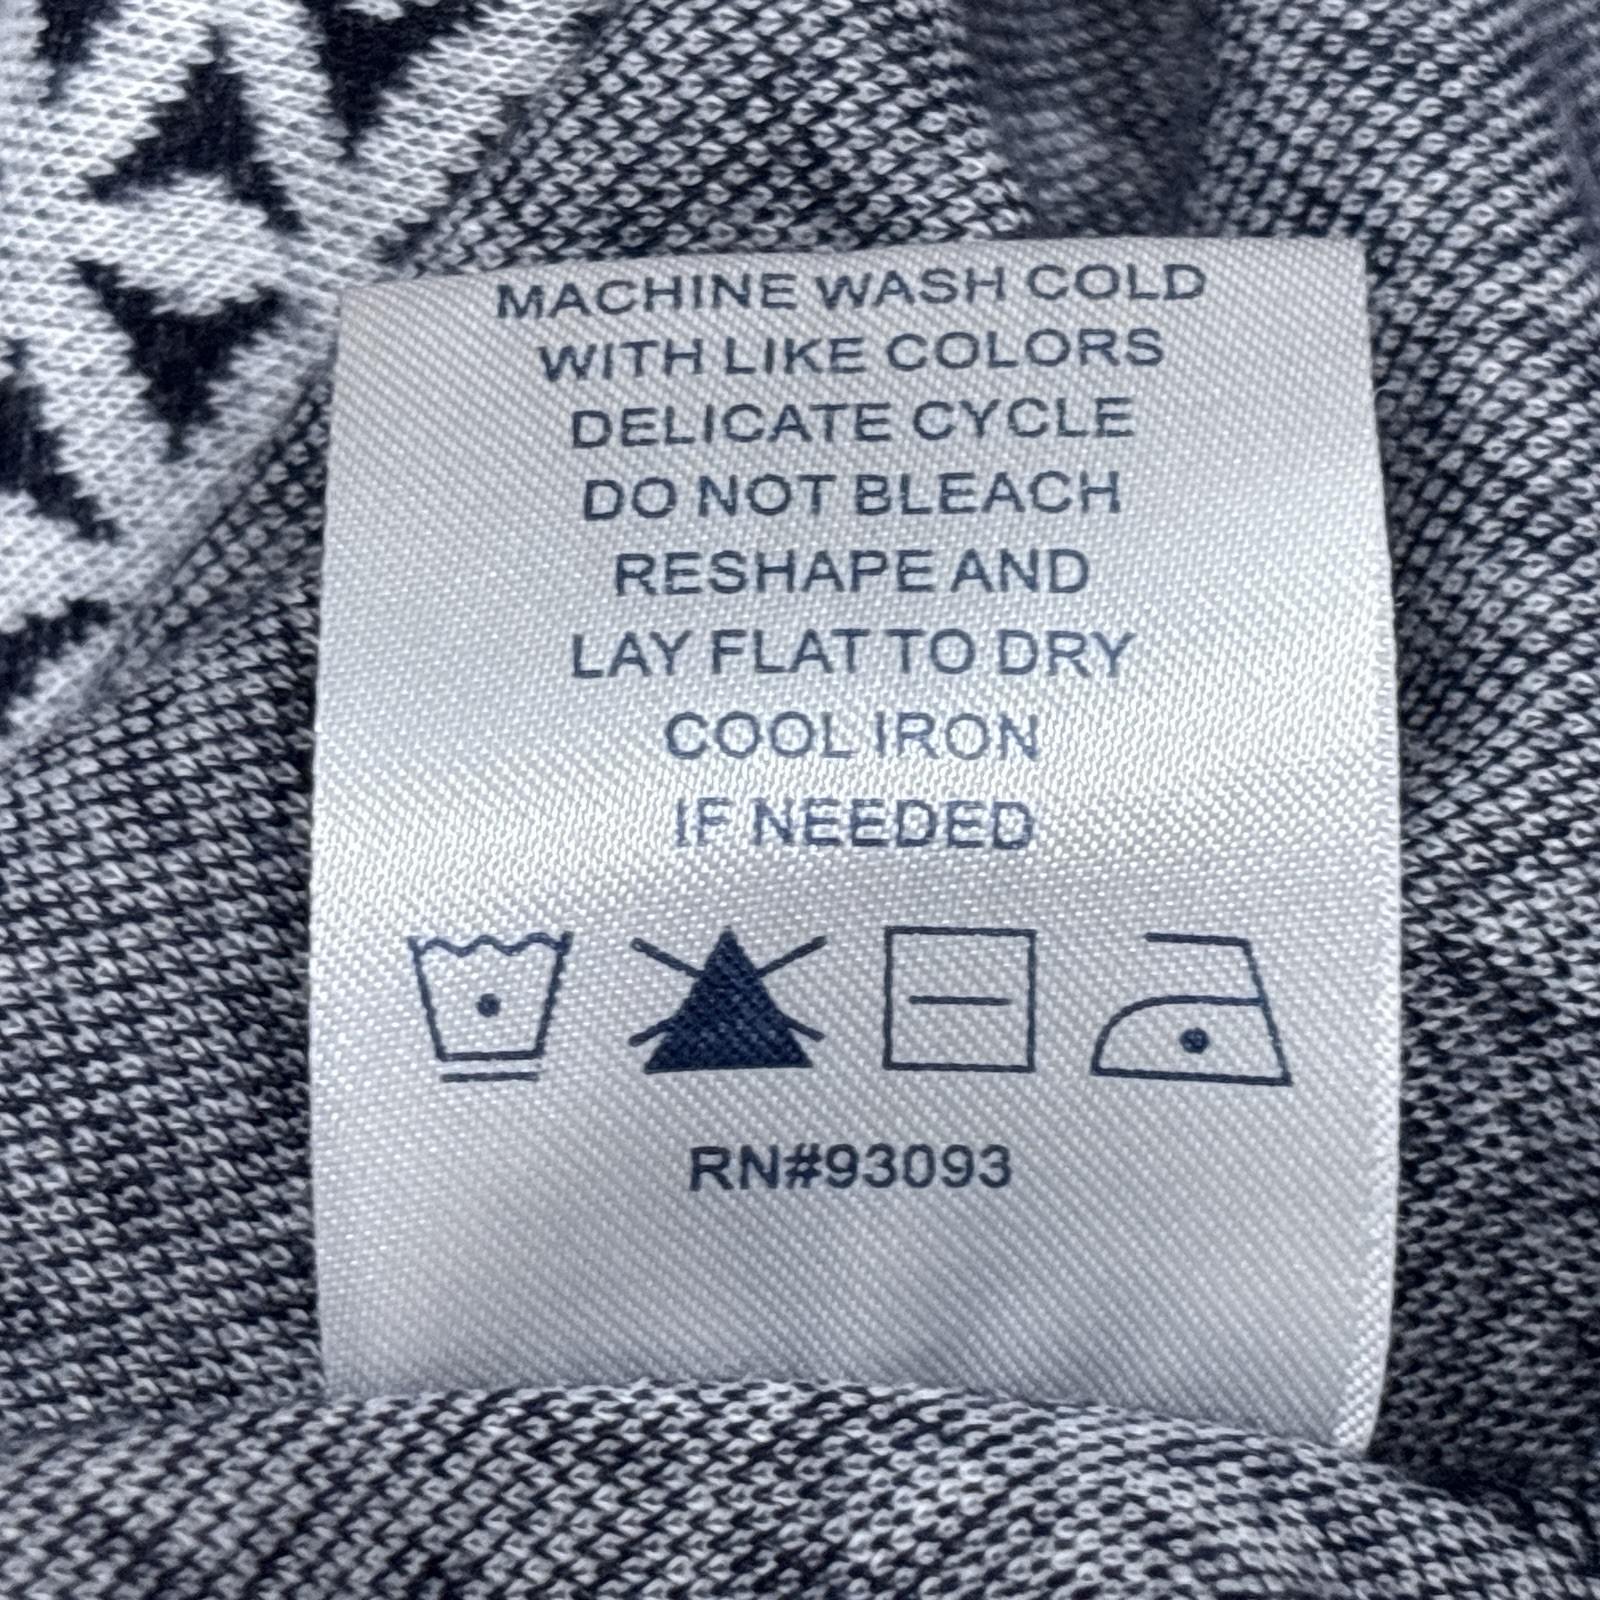 MACHINE WASH COLD
WITH LIKE COLORS
DELICATE CYCLE
DO NOT BLEACH
RESHAPE AND
LAY FLAT TO DRY
COOL IRON
IF NEEDED
RN#93093